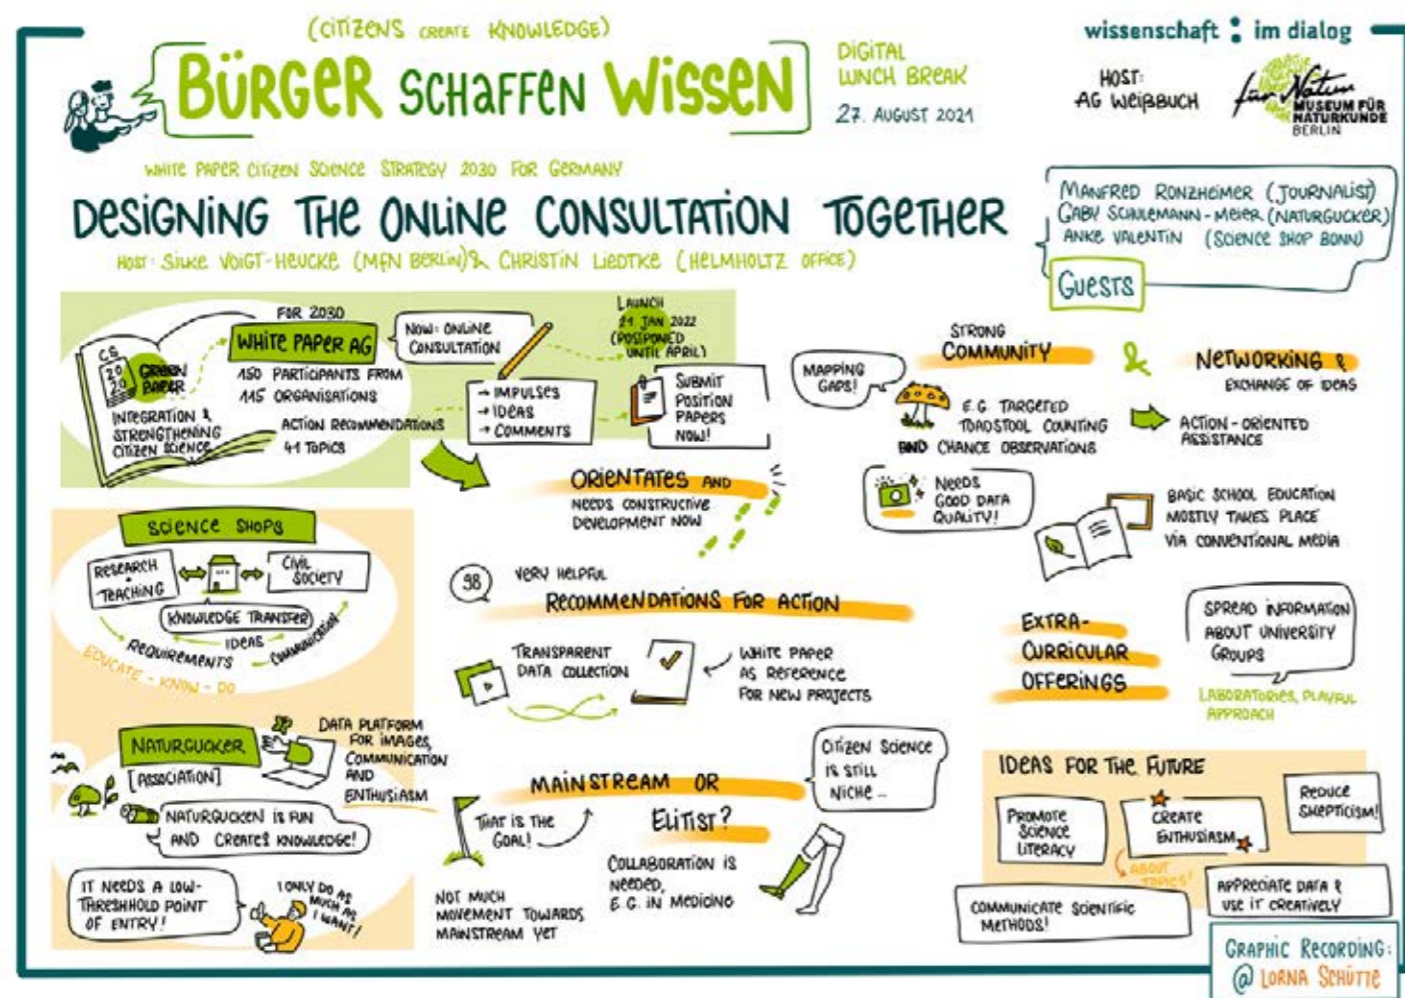 (CITIZENS CREATE KNOWLEDGE)
BÜRGER SCHAFFEN WISSEN
DIGITAL
LUNCH BREAK
27. AUGUST 2021
wissenschaft : im dialog
HOST:
AG WEIßBUCH
für Natur
MUSEUM FÜR
NATURKUNDE
BERLIN
WHITE PAPER CITIZEN SCIENCE STRATEGY 2030 FOR GERMANY
DESIGNING THE ONLINE CONSULTATION TOGETHER
HOST: SILKE VOIGT-HEUCKE (MFN BERLIN) & CHRISTIN LIEDTKE (HELMHOLTZ OFFICE)
MANFRED RONZHEIMER (JOURNALIST)
GABY SCHULEMANN-MEIER (NATURGUCKER)
ANKE VALENTIN (SCIENCE SHOP BONN)
GUESTS
CS
20
20
GREEN
PAPER
INTEGRATION &
STRENGTHENING
CITIZEN SCIENCE
FOR 2030
WHITE PAPER AG
150 PARTICIPANTS FROM
115 ORGANISATIONS
ACTION RECOMMENDATIONS
41 TOPICS
NOW: ONLINE
CONSULTATION
→ IMPULSES
→ IDEAS
→ COMMENTS
LAUNCH
21 JAN 2022
(POSTPONED
UNTIL APRIL)
SUBMIT
POSITION
PAPERS
NOW!
ORIENTATES AND
NEEDS CONSTRUCTIVE
DEVELOPMENT NOW
MAPPING
GAPS!
STRONG
COMMUNITY
E.G. TARGETED
TOADSTOOL COUNTING
AND CHANCE OBSERVATIONS
NEEDS
GOOD DATA
QUALITY!
&
NETWORKING &
EXCHANGE OF IDEAS
ACTION-ORIENTED
ASSISTANCE
BASIC SCHOOL EDUCATION
MOSTLY TAKES PLACE
VIA CONVENTIONAL MEDIA
SCIENCE SHOPS
RESEARCH
+
TEACHING
CIVIL
SOCIETY
KNOWLEDGE TRANSFER
IDEAS
REQUIREMENTS
COMMUNICATION
EDUCATE - KNOW - DO
98
VERY HELPFUL
RECOMMENDATIONS FOR ACTION
TRANSPARENT
DATA COLLECTION
WHITE PAPER
AS REFERENCE
FOR NEW PROJECTS
EXTRA-
CURRICULAR
OFFERINGS
SPREAD INFORMATION
ABOUT UNIVERSITY
GROUPS
LABORATORIES, PLAYFUL
APPROACH
NATURGUCKER
[ASSOCIATION]
DATA PLATFORM
FOR IMAGES,
COMMUNICATION
AND
ENTHUSIASM
NATURGUCKEN IS FUN
AND CREATES KNOWLEDGE!
IT NEEDS A LOW-
THRESHHOLD POINT
OF ENTRY!
I ONLY DO AS
MUCH AS
I WANT!
MAINSTREAM OR
ELITIST?
THAT IS THE
GOAL!
NOT MUCH
MOVEMENT TOWARDS
MAINSTREAM YET
COLLABORATION IS
NEEDED,
E.G. IN MEDICINE
CITIZEN SCIENCE
IS STILL
NICHE ...
IDEAS FOR THE FUTURE
PROMOTE
SCIENCE
LITERACY
CREATE
ENTHUSIASM
ABOUT
TOPICS!
REDUCE
SKEPTICISM!
COMMUNICATE SCIENTIFIC
METHODS!
APPRECIATE DATA &
USE IT CREATIVELY
GRAPHIC RECORDING:
@ LORNA SCHÜTTE